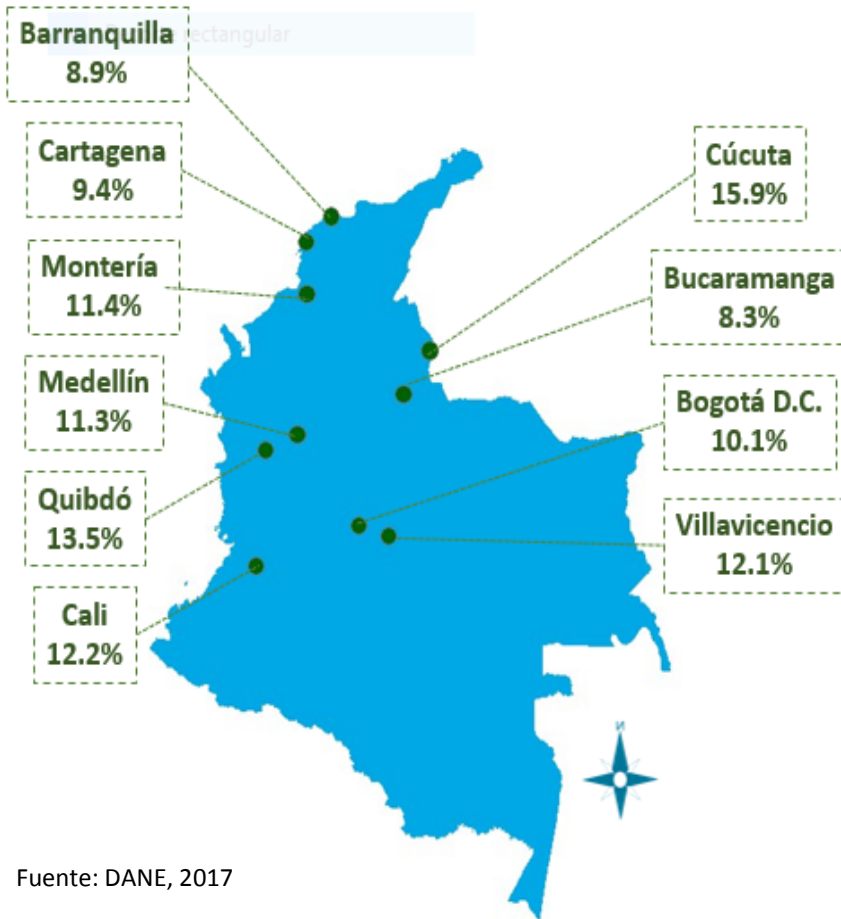 Barranquilla
8.9%
rectangular
Cartagena
9.4%
Montería
11.4%
Medellín
11.3%
Quibdó
13.5%
Cali
12.2%
Cúcuta
15.9%
Bucaramanga
8.3%
Bogotá D.C.
10.1%
Villavicencio
12.1%
N
Fuente: DANE, 2017